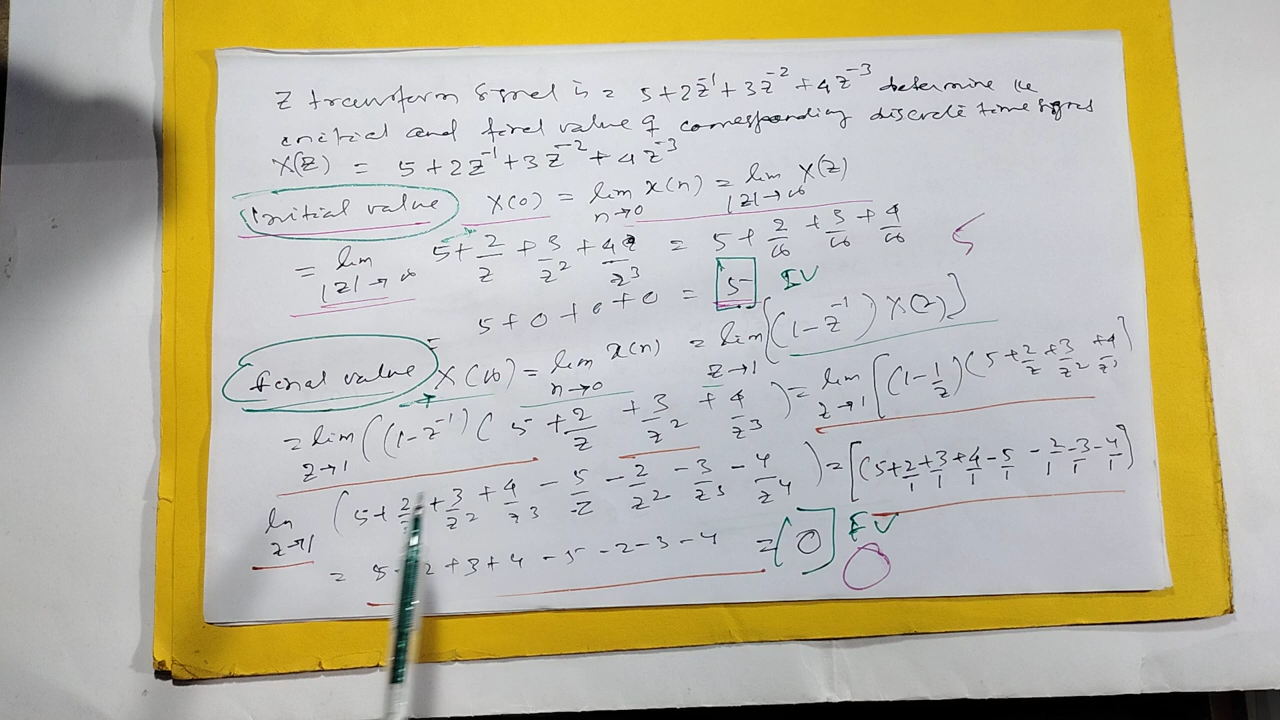 Z transform signal is = 5+2z⁻¹+3z⁻²+4z⁻³ determine the
initial and final value of corresponding discrete time signal
X(Z) = 5+2z⁻¹+3z⁻²+4z⁻³
initial value X(0) = lim n→0 x(n) = lim |z|→∞ X(z)
= lim |z|→∞ 5+2/z+3/z²+4/z³ = 5+2/∞+3/∞+4/∞ 5
= 5+0+0+0 = 5 IV
final value X(∞) = lim n→∞ x(n) = lim z→1 [(1-z⁻¹) X(z)]
= lim z→1 ((1-z⁻¹)(5+2/z+3/z²+4/z³) = lim z→1 [(1-1/z)(5+2/z+3/z²+4/z³]
z→1 (5+2/+3/z²+4/z³-5/z-2/z²-3/z³-4/z⁴) = [(5+2/1+3/1+4/1-5/1-2/1-3/1-4/1]
= 5 2+3+4-5-2-3-4 = [0] FV 0